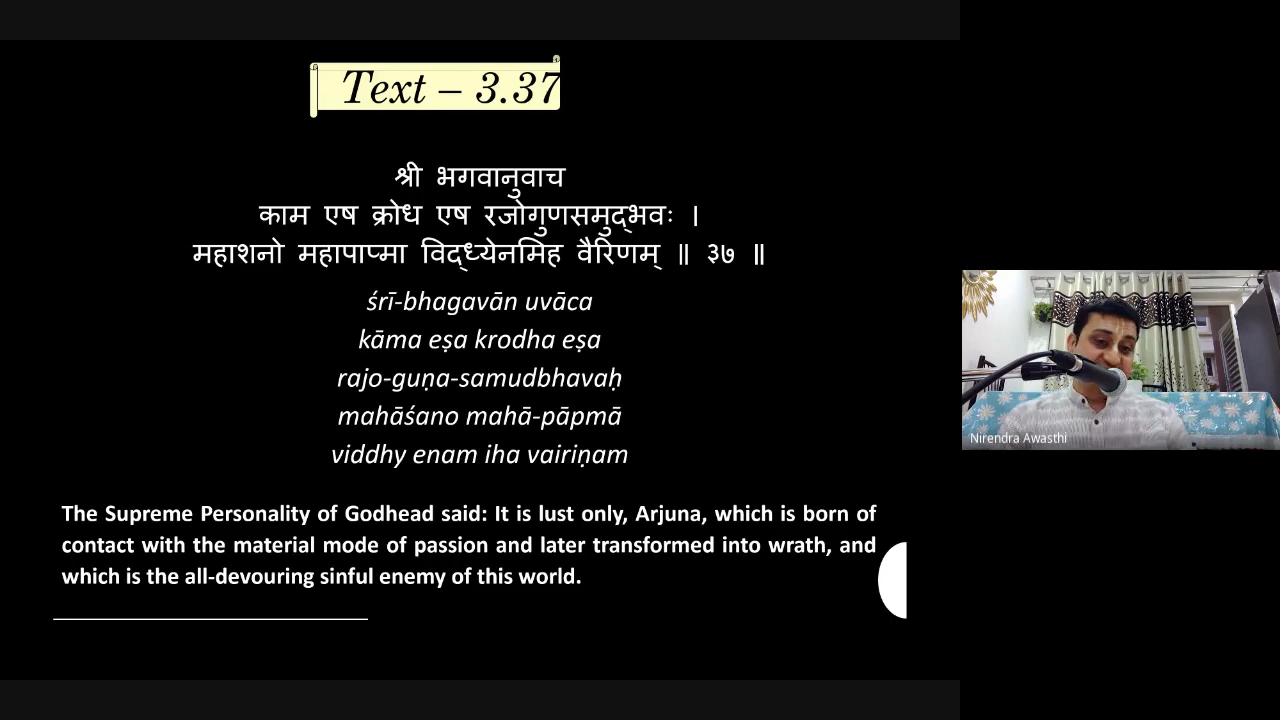 Text – 3.37
श्री भगवानुवाच
काम एष क्रोध एष रजोगुणसमुद्भवः ।
महाशनो महापाप्मा विद्ध्येनमिह वैरिणम् ॥ ३७ ॥
śrī-bhagavān uvāca
kāma eṣa krodha eṣa
rajo-guṇa-samudbhavaḥ
mahāśano mahā-pāpmā
viddhy enam iha vairiṇam
The Supreme Personality of Godhead said: It is lust only, Arjuna, which is born of
contact with the material mode of passion and later transformed into wrath, and
which is the all-devouring sinful enemy of this world.
Nirendra Awasthi